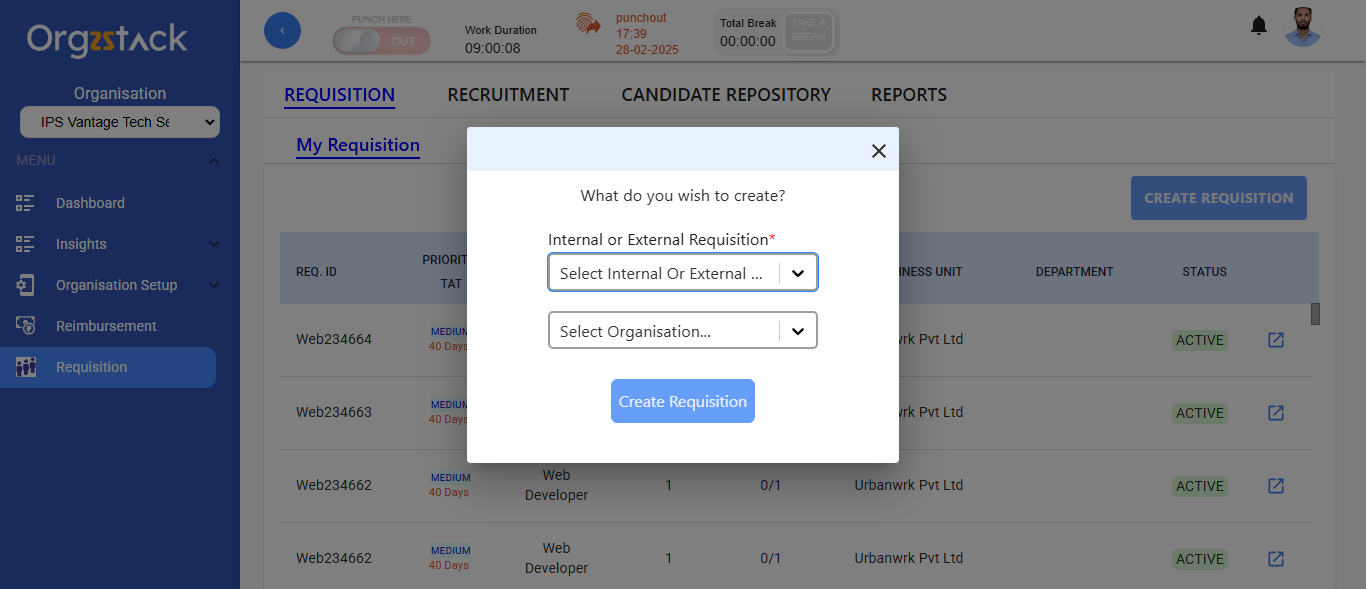 Orgzstack
Organisation
IPS Vantage Tech Se
MENU
Dashboard
Insights
Organisation Setup
Reimbursement
Requisition
PUNCH HERE
OUT
Work Duration
09:00:08
punchout
17:39
28-02-2025
Total Break
00:00:00
TAKE A
BREAK
REQUISITION RECRUITMENT CANDIDATE REPOSITORY REPORTS
My Requisition
CREATE REQUISITION
What do you wish to create?
Internal or External Requisition*
Select Internal Or External ...
Select Organisation...
Create Requisition
REQ. ID PRIORIT
TAT
INESS UNIT DEPARTMENT STATUS
Web234664 MEDIUM
40 Days
wrk Pvt Ltd ACTIVE
Web234663 MEDIUM
40 Days
wrk Pvt Ltd ACTIVE
Web234662 MEDIUM
40 Days
Web
Developer
1 0/1 Urbanwrk Pvt Ltd ACTIVE
Web234662 MEDIUM
40 Days
Web
Developer
1 0/1 Urbanwrk Pvt Ltd ACTIVE